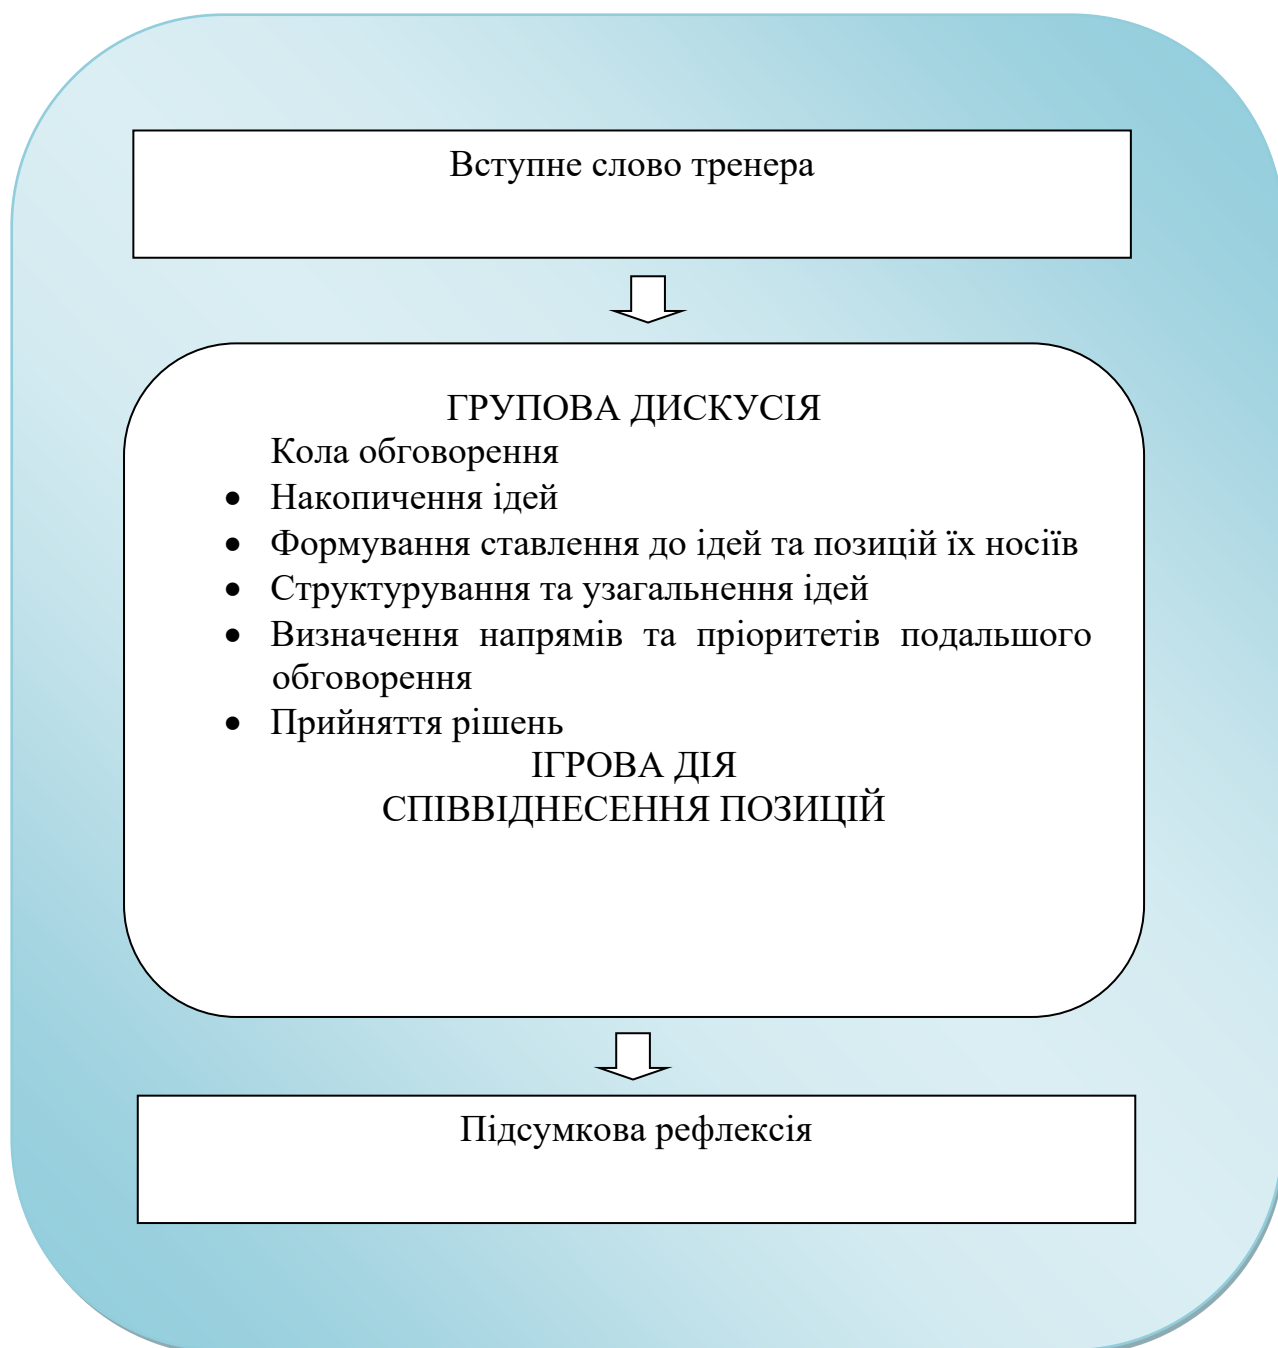 Вступне слово тренера
ГРУПОВА ДИСКУСІЯ
Кола обговорення
• Накопичення ідей
• Формування ставлення до ідей та позицій їх носіїв
• Структурування та узагальнення ідей
• Визначення напрямів та пріоритетів подальшого
обговорення
• Прийняття рішень
ІГРОВА ДІЯ
СПІВВІДНЕСЕННЯ ПОЗИЦІЙ
Підсумкова рефлексія